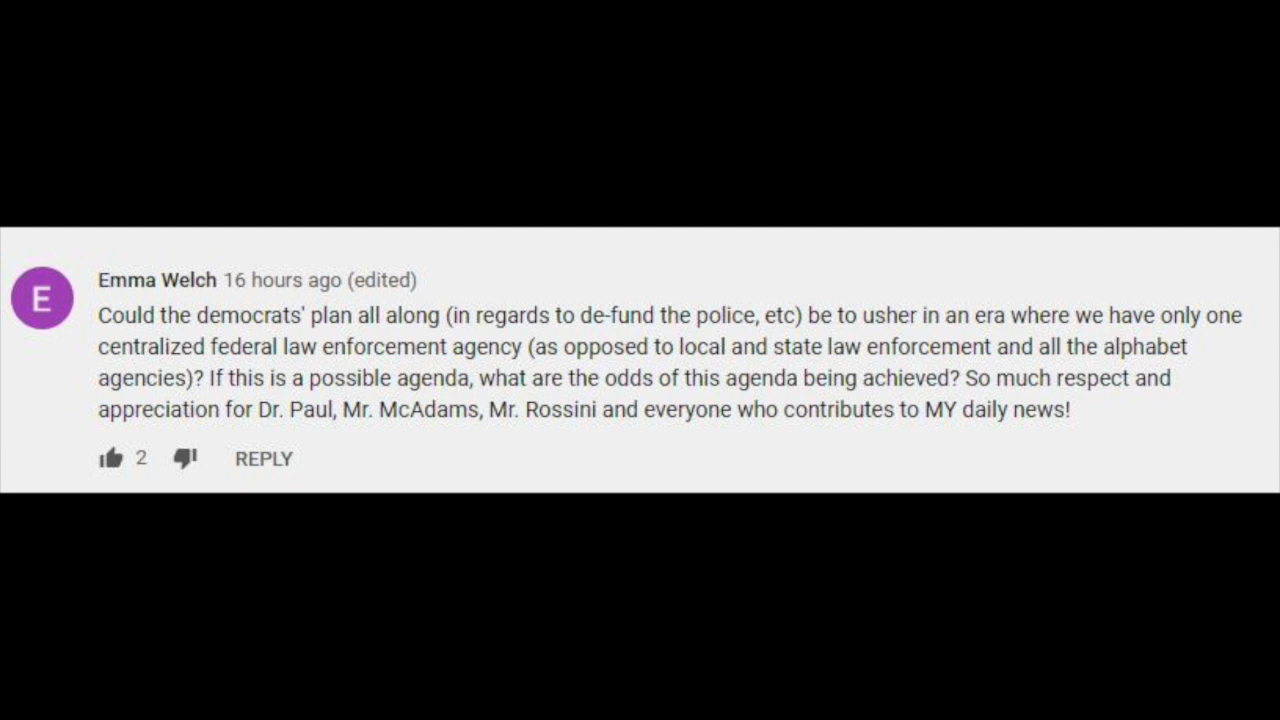 E
Emma Welch 16 hours ago (edited)
Could the democrats' plan all along (in regards to de-fund the police, etc) be to usher in an era where we have only one
centralized federal law enforcement agency (as opposed to local and state law enforcement and all the alphabet
agencies)? If this is a possible agenda, what are the odds of this agenda being achieved? So much respect and
appreciation for Dr. Paul, Mr. McAdams, Mr. Rossini and everyone who contributes to MY daily news!
2 REPLY